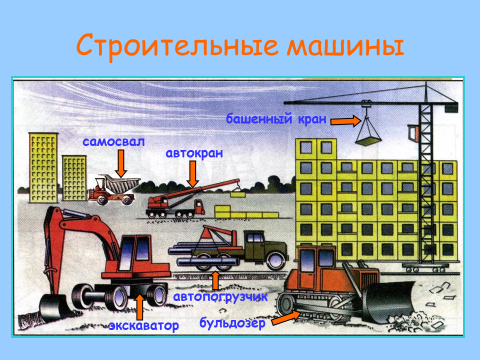 Строительные машины
башенный кран
самосвал
автокран
автопогрузчик
экскаватор
бульдозер